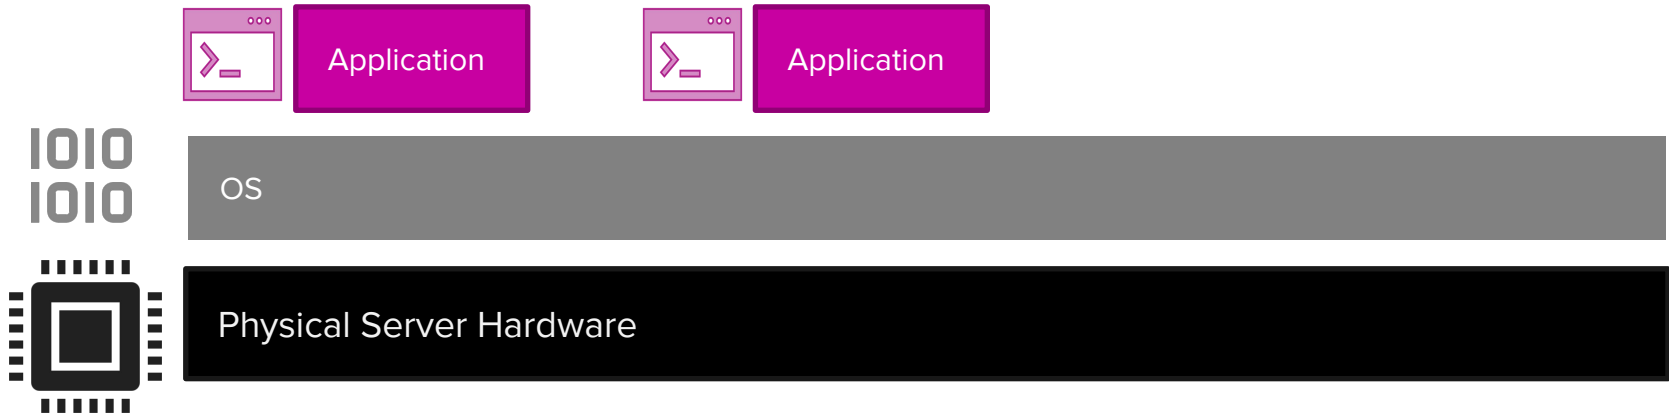 Application
Application
1010
1010
OS
Physical Server Hardware